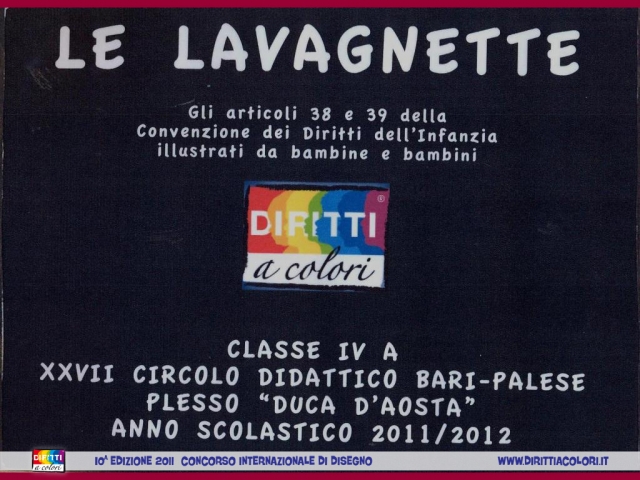 LE LAVAGNETTE
Gli articoli 38 e 39 della
Convenzione dei Diritti dell'Infanzia
illustrati da bambine e bambini
DIRITTI
®
a colori
CLASSE IV A
XXVII CIRCOLO DIDATTICO BARI-PALESE
PLESSO "DUCA D'AOSTA"
ANNO SCOLASTICO 2011/2012
DIRITTI
a colori
10ª EDIZIONE 2011 CONCORSO INTERNAZIONALE DI DISEGNO
WWW.DIRITTIACOLORI.IT